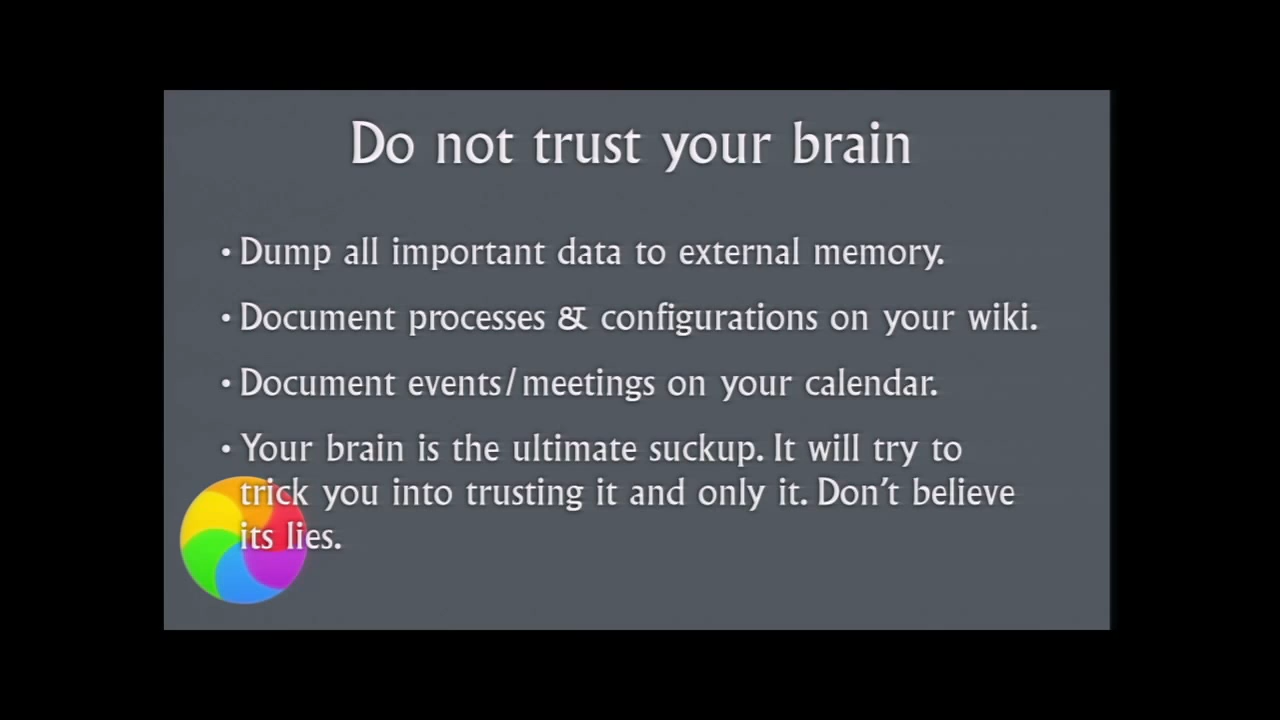 Do not trust your brain
• Dump all important data to external memory.
• Document processes & configurations on your wiki.
• Document events/meetings on your calendar.
• Your brain is the ultimate suckup. It will try to
trick you into trusting it and only it. Don't believe
its lies.